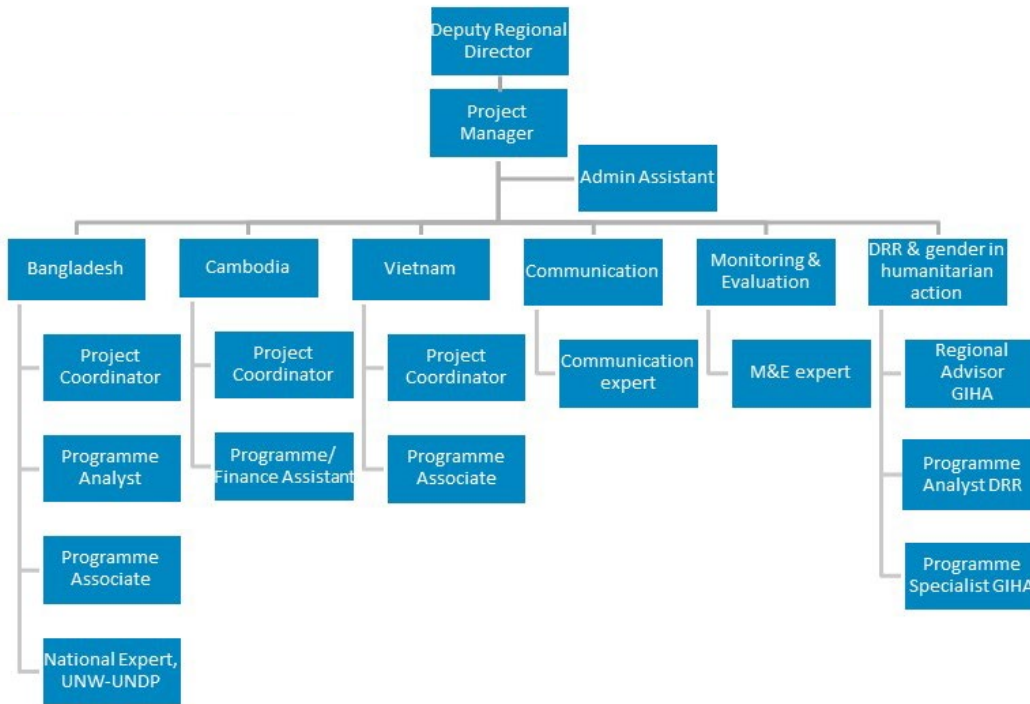 Deputy Regional
Director
Project
Manager
Admin Assistant
Bangladesh
Cambodia
Vietnam
Communication
Monitoring &
Evaluation
DRR & gender in
humanitarian
action
Project
Coordinator
Programme
Analyst
Programme
Associate
National Expert,
UNW-UNDP
Project
Coordinator
Programme/
Finance Assistant
Project
Coordinator
Programme
Associate
Communication
expert
M&E expert
Regional
Advisor
GIHA
Programme
Analyst DRR
Programme
Specialist GIHA